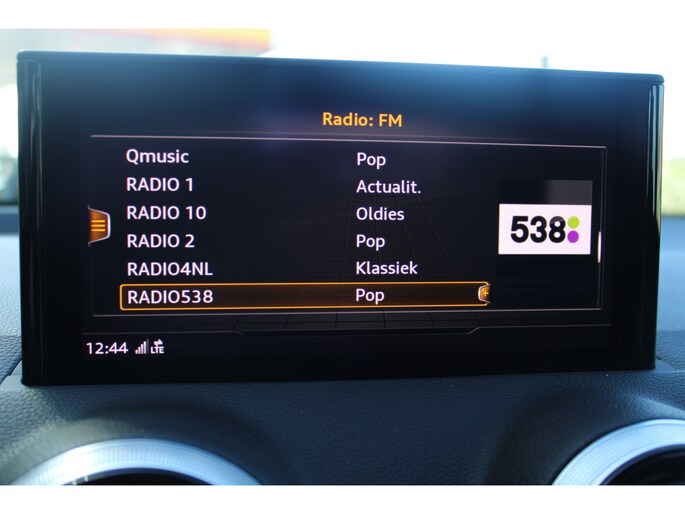 Radio: FM
Qmusic Pop
RADIO 1 Actualit.
RADIO 10 Oldies
RADIO 2 Pop
RADIO4NL Klassiek
RADIO538 Pop
538
12:44 LTE